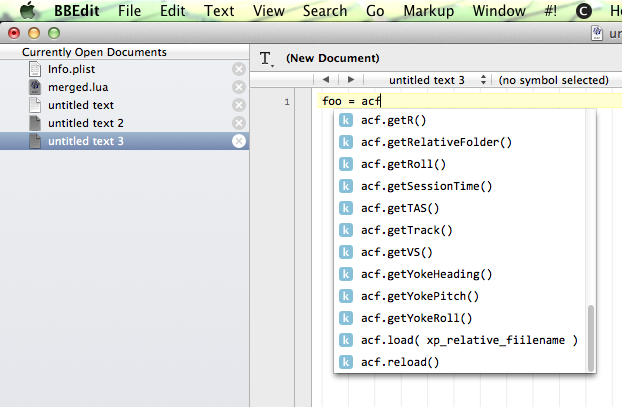 BBEdit File Edit Text View Search Go Markup Window #! C
Currently Open Documents
Info.plist
merged.lua
untitled text
untitled text 2
untitled text 3
T. (New Document)
untitled text 3 (no symbol selected)
1 foo = acf
k acf.getR()
k acf.getRelativeFolder()
k acf.getRoll()
k acf.getSessionTime()
k acf.getTAS()
k acf.getTrack()
k acf.getVS()
k acf.getYokeHeading()
k acf.getYokePitch()
k acf.getYokeRoll()
k acf.load( xp_relative_fiilename )
k acf.reload()